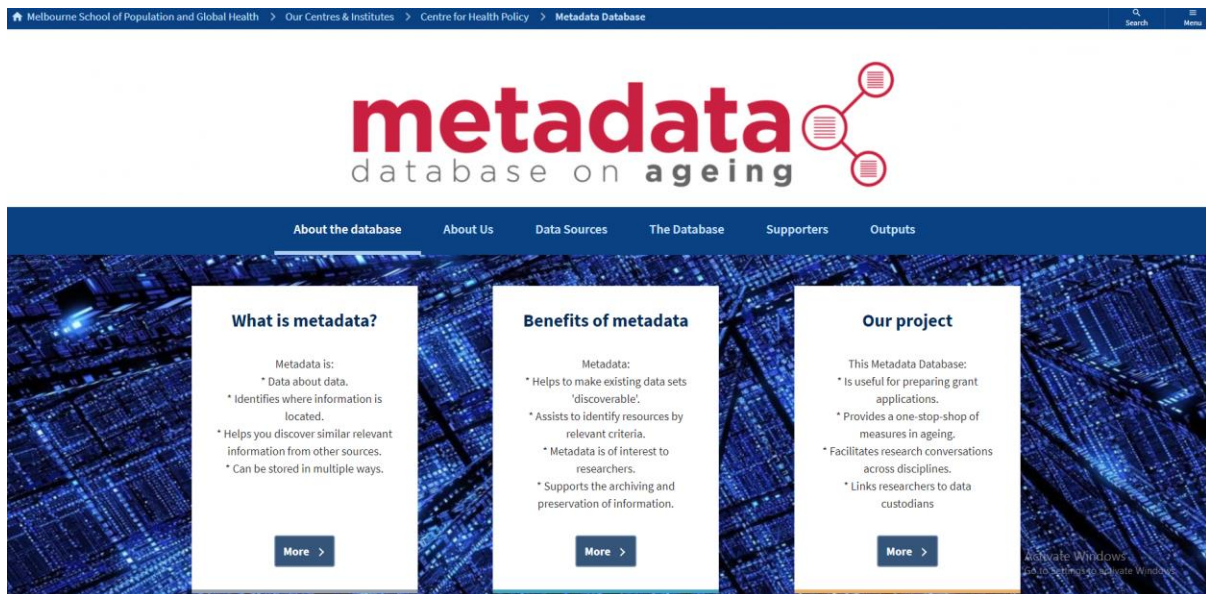 Melbourne School of Population and Global Health > Our Centres & Institutes > Centre for Health Policy > Metadata Database
Search
Menu
metadata
database on ageing
About the database
About Us
Data Sources
The Database
Supporters
Outputs
What is metadata?
Metadata is:
* Data about data.
* Identifies where information is
located.
* Helps you discover similar relevant
information from other sources.
* Can be stored in multiple ways.
More >
Benefits of metadata
Metadata:
* Helps to make existing data sets
'discoverable'.
* Assists to identify resources by
relevant criteria.
* Metadata is of interest to
researchers.
* Supports the archiving and
preservation of information.
More >
Our project
This Metadata Database:
* Is useful for preparing grant
applications.
* Provides a one-stop-shop of
measures in ageing.
* Facilitates research conversations
across disciplines.
* Links researchers to data
custodians
More >
Activate Windows
Go to Settings to activate Windows.